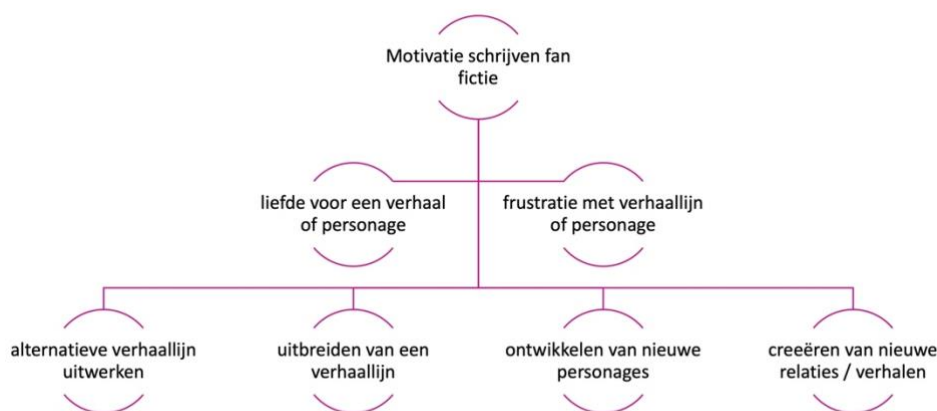 Motivatie schrijven fan
fictie
liefde voor een verhaal
of personage
frustratie met verhaallijn
of personage
alternatieve verhaallijn
uitwerken
uitbreiden van een
verhaallijn
ontwikkelen van nieuwe
personages
creeëren van nieuwe
relaties / verhalen